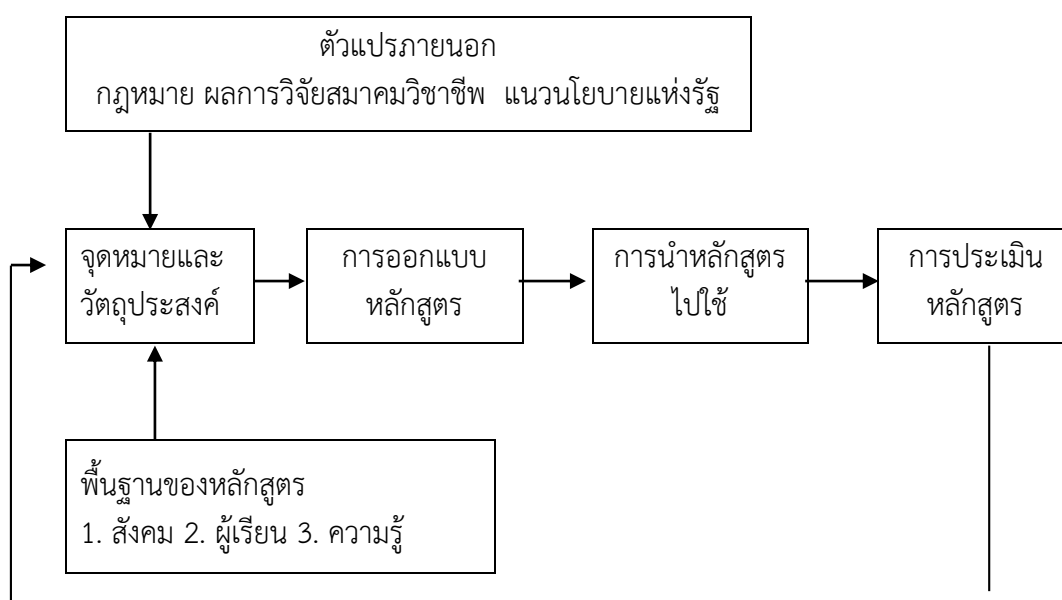 ตัวแปรภายนอก
กฎหมาย ผลการวิจัยสมาคมวิชาชีพ แนวนโยบายแห่งรัฐ
จุดหมายและ
วัตถุประสงค์
การออกแบบ
หลักสูตร
การนำหลักสูตร
ไปใช้
การประเมิน
หลักสูตร
พื้นฐานของหลักสูตร
1. สังคม 2. ผู้เรียน 3. ความรู้